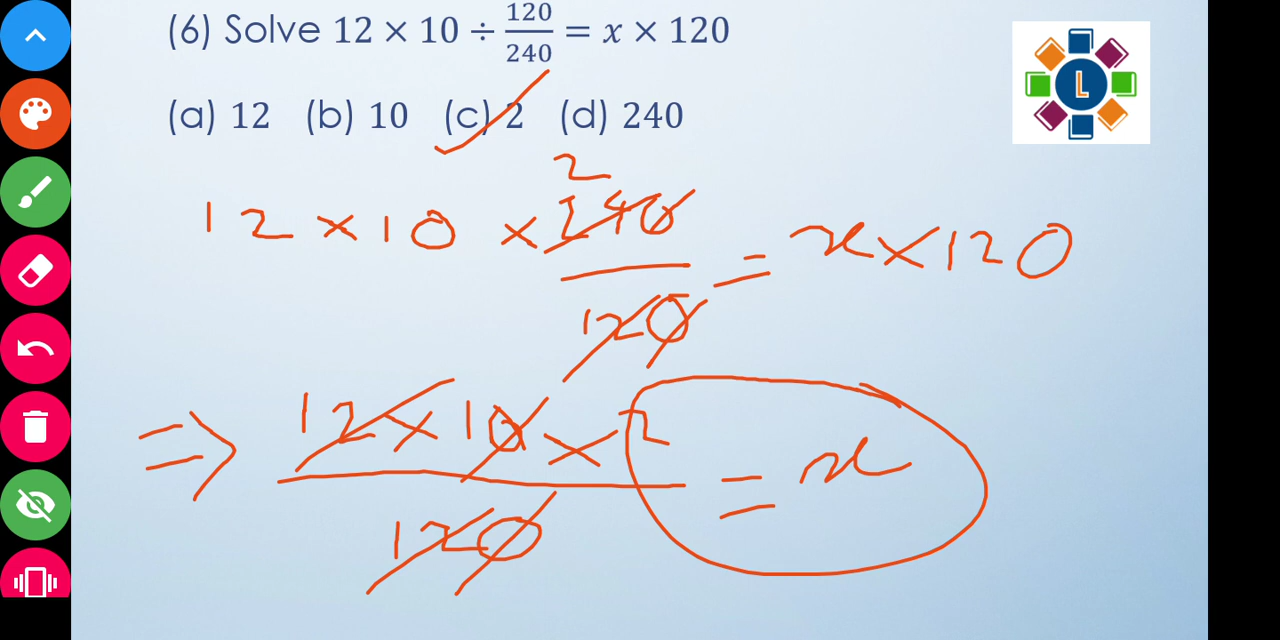 (6) Solve 12 × 10 ÷ 120/240 = x × 120
(a) 12 (b) 10 (c) 2 (d) 240
L
2
12 × 10 × 240/120 = x × 120
⇒ 12 × 10 × 2/120 = x